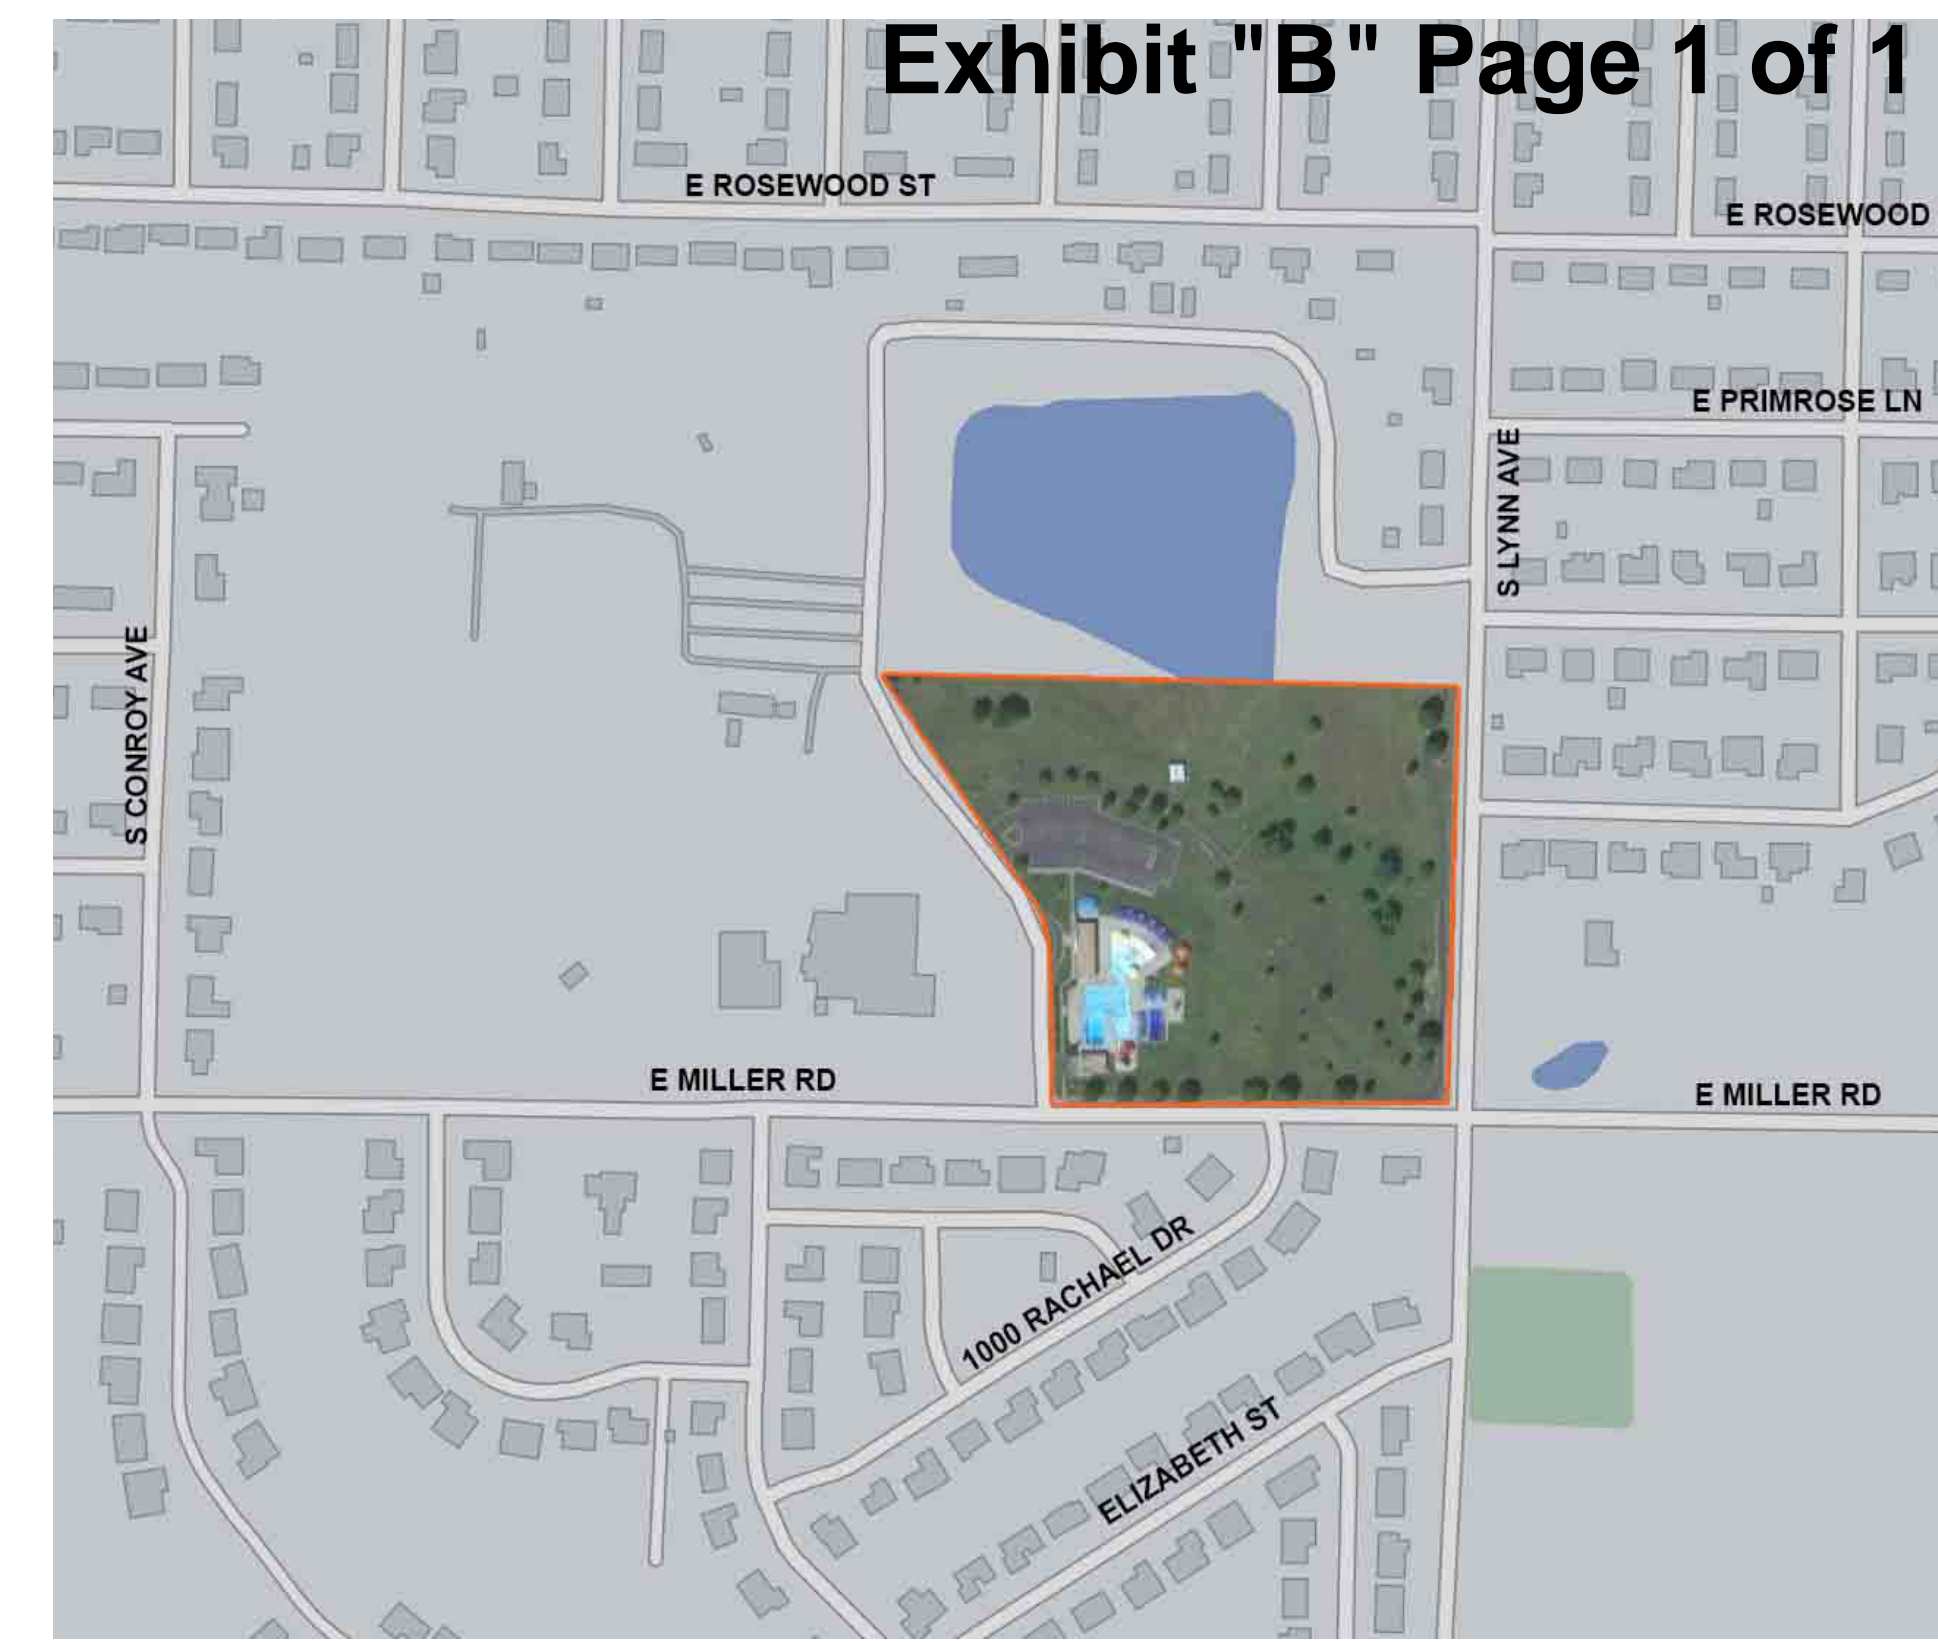 Exhibit "B" Page 1 of 1
E ROSEWOOD ST
E ROSEWOOD
E PRIMROSE LN
S LYNN AVE
S CONROY AVE
E MILLER RD
E MILLER RD
1000 RACHAEL DR
ELIZABETH ST